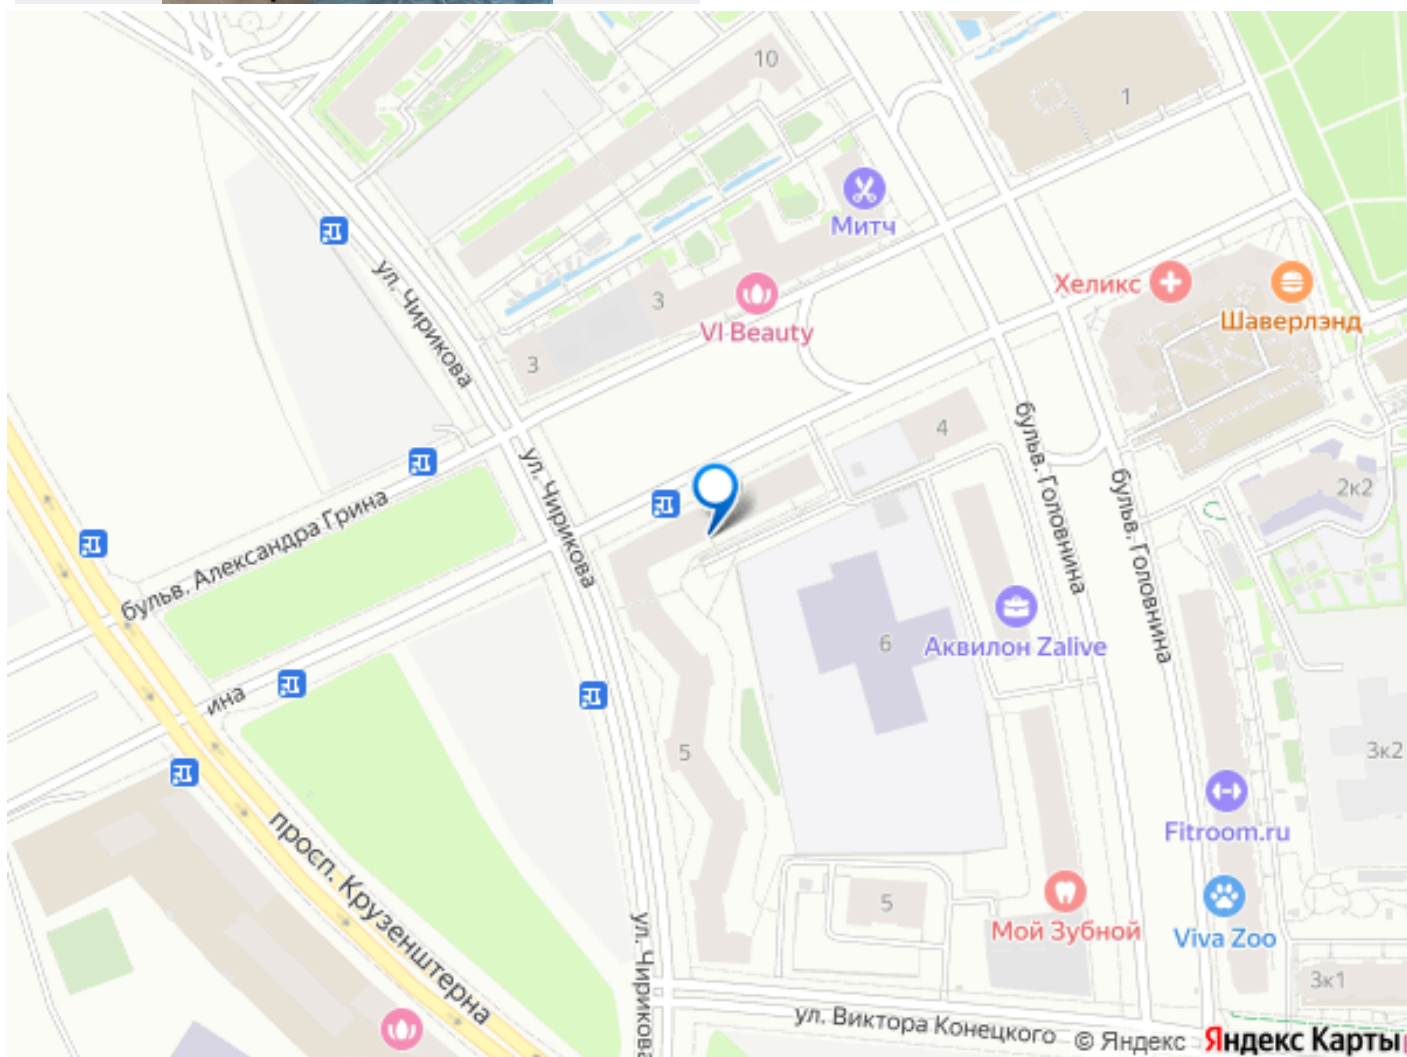 10
1
Митч
ул. Чирикова
Хеликс
3
VI Beauty
Шаверлэнд
3
бульв. Головнина
4
ул. Чирикова
бульв. Головнина
2к2
бульв. Александра Грина
Аквилон Zalive
6
ина
5
3к2
Fitroom.ru
просп. Крузенштерна
5
Мой Зубной
Viva Zoo
ул. Чирикова
3к1
ул. Виктора Конецкого
© Яндекс Яндекс Карты